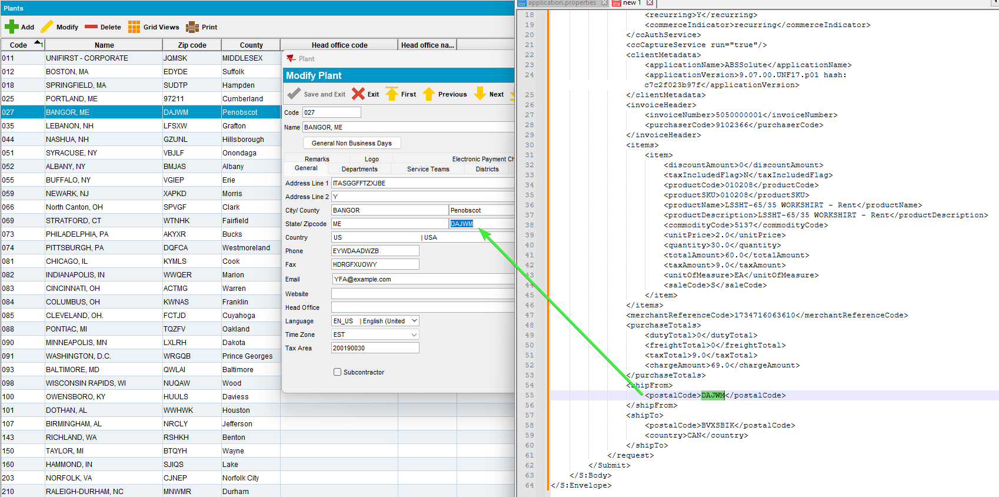 Plants
Add Modify Delete Grid Views Print
Code 1 Name Zip code County Head office code Head office na...
011 UNIFIRST - CORPORATE JQMSK MIDDLESEX
012 BOSTON, MA EDYDE Suffolk
018 SPRINGFIELD, MA SUDTP Hampden
025 PORTLAND, ME 97211 Cumberland
027 BANGOR, ME DAJWM Penobscot
035 LEBANON, NH LFSXW Grafton
044 NASHUA, NH GZUNL Hillsborough
051 SYRACUSE, NY VBJLF Onondaga
052 ALBANY, NY BMJAS Albany
055 BUFFALO, NY VGIEP Erie
059 NEWARK, NJ XAPKD Morris
066 North Canton, OH SPVGF Clark
069 STRATFORD, CT WTNHK Fairfield
073 PHILADELPHIA, PA AKYXR Bucks
074 PITTSBURGH, PA DQFCA Westmoreland
081 CHICAGO, IL KYMLS Cook
082 INDIANAPOLIS, IN WWQER Marion
083 CINCINNATI, OH ACTMG Warren
084 COLUMBUS, OH KWNAS Franklin
085 CLEVELAND, OH. FCTJD Cuyahoga
088 PONTIAC, MI TQZFV Oakland
090 MINNEAPOLIS, MN LXLRH Dakota
091 WASHINGTON, D.C. WRGQB Prince Georges
093 BALTIMORE, MD QWLAI Baltimore
098 WISCONSIN RAPIDS, WI NUQAW Wood
100 OWENSBORO, KY HUULS Daviess
101 DOTHAN, AL WWHWK Houston
107 BIRMINGHAM, AL NRCLY Jefferson
143 RICHLAND, WA RSHKH Benton
150 TAYLOR, MI BTQYH Wayne
160 HAMMOND, IN SJIQS Lake
203 NORFOLK, VA CJNEP Norfolk City
210 RALEIGH-DURHAM, NC MNWMR Durham
Plant
Modify Plant
Save and Exit Exit First Previous Next
Code 027
Name BANGOR, ME
General Non Business Days
Remarks Logo Electronic Payment Ch
General Departments Service Teams Districts
Address Line 1 ITASGGFFTZXJBE
Address Line 2 Y
City/ County BANGOR Penobscot
State/ Zipcode ME DAJWM
Country US | USA
Phone EYWDAADWZB
Fax HDRGFXUOWY
Email YFA@example.com
Website
Head Office
Language EN_US | English (United
Time Zone EST
Tax Area 200190030
Subcontractor
application.properties new 1
18 <recurring>Y</recurring>
19 <commerceIndicator>recurring</commerceIndicator>
20 </ccAuthService>
21 <ccCaptureService run="true"/>
22 <clientMetadata>
23 <applicationName>ABSSolute</applicationName>
24 <applicationVersion>9.07.00.UNF17.p01 hash:
c7c2f023b97f</applicationVersion>
25 </clientMetadata>
26 <invoiceHeader>
27 <invoiceNumber>5050000001</invoiceNumber>
28 <purchaserCode>9102366</purchaserCode>
29 </invoiceHeader>
30 <items>
31 <item>
32 <discountAmount>0</discountAmount>
33 <taxIncludedFlag>N</taxIncludedFlag>
34 <productCode>010208</productCode>
35 <productSKU>010208</productSKU>
36 <productName>LSSHT-65/35 WORKSHIRT - Rent</productName>
37 <productDescription>LSSHT-65/35 WORKSHIRT - Rent</productDescription>
38 <commodityCode>5137</commodityCode>
39 <unitPrice>2.0</unitPrice>
40 <quantity>30.0</quantity>
41 <totalAmount>60.0</totalAmount>
42 <taxAmount>9.0</taxAmount>
43 <unitOfMeasure>EA</unitOfMeasure>
44 <saleCode>S</saleCode>
45 </item>
46 </items>
47 <merchantReferenceCode>1734716063610</merchantReferenceCode>
48 <purchaseTotals>
49 <dutyTotal>0</dutyTotal>
50 <freightTotal>0</freightTotal>
51 <taxTotal>9.0</taxTotal>
52 <chargeAmount>69.0</chargeAmount>
53 </purchaseTotals>
54 <shipFrom>
55 <postalCode>DAJWM</postalCode>
56 </shipFrom>
57 <shipTo>
58 <postalCode>BVXSBIK</postalCode>
59 <country>CAN</country>
60 </shipTo>
61 </request>
62 </Submit>
63 </S:Body>
64 </S:Envelope>